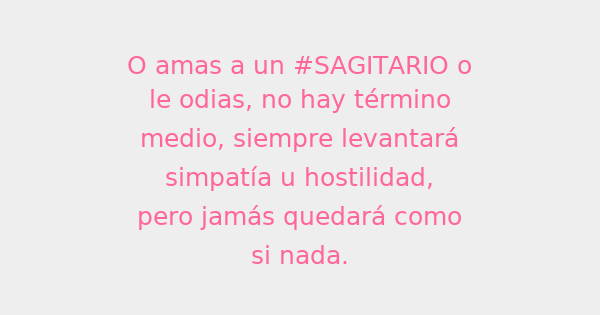 O amas a un #SAGITARIO o
le odias, no hay término
medio, siempre levantará
simpatía u hostilidad,
pero jamás quedará como
si nada.